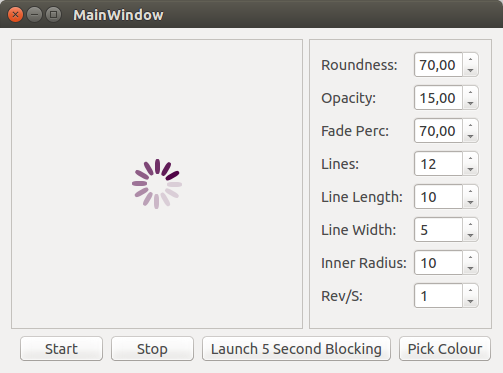 MainWindow
Roundness: 70,00
Opacity: 15,00
Fade Perc: 70,00
Lines: 12
Line Length: 10
Line Width: 5
Inner Radius: 10
Rev/S: 1
Start Stop Launch 5 Second Blocking Pick Colour